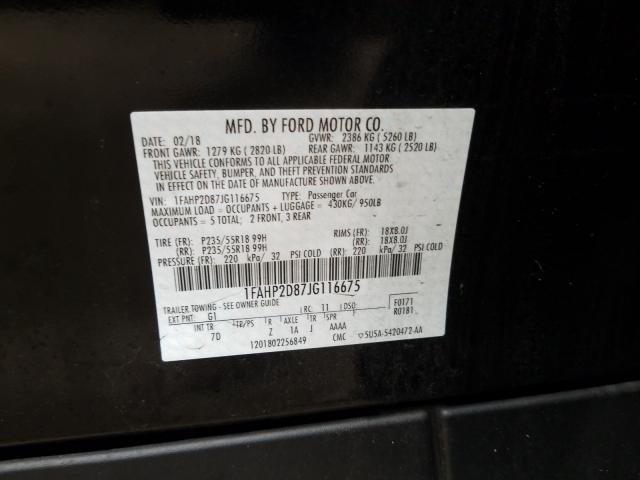 MFD. BY FORD MOTOR CO.
DATE: 02/18 GVWR: 2386 KG ( 5260 LB)
FRONT GAWR: 1279 KG ( 2820 LB) REAR GAWR: 1143 KG ( 2520 LB)
THIS VEHICLE CONFORMS TO ALL APPLICABLE FEDERAL MOTOR
VEHICLE SAFETY, BUMPER, AND THEFT PREVENTION STANDARDS
IN EFFECT ON THE DATE OF MANUFACTURE SHOWN ABOVE.
VIN: 1FAHP2D87JG116675 TYPE: Passenger Car
MAXIMUM LOAD = OCCUPANTS + LUGGAGE = 430KG/ 950LB
OCCUPANTS = 5 TOTAL; 2 FRONT, 3 REAR
TIRE (FR): P235/55R18 99H RIMS (FR): 18X8.0J
(RR): P235/55R18 99H (RR): 18X8.0J
PRESSURE (FR): 220 kPa/ 32 PSI COLD (RR): 220 kPa/ 32 PSI COLD
1FAHP2D87JG116675
TRAILER TOWING - SEE OWNER GUIDE
EXT PNT: G1 RC: 11 DSO: F0171
R0181
INT TR TP/PS R AXLE TR SPR
7D Z 1A J AAAA
1201802256849 CMC 5U5A-5420472-AA